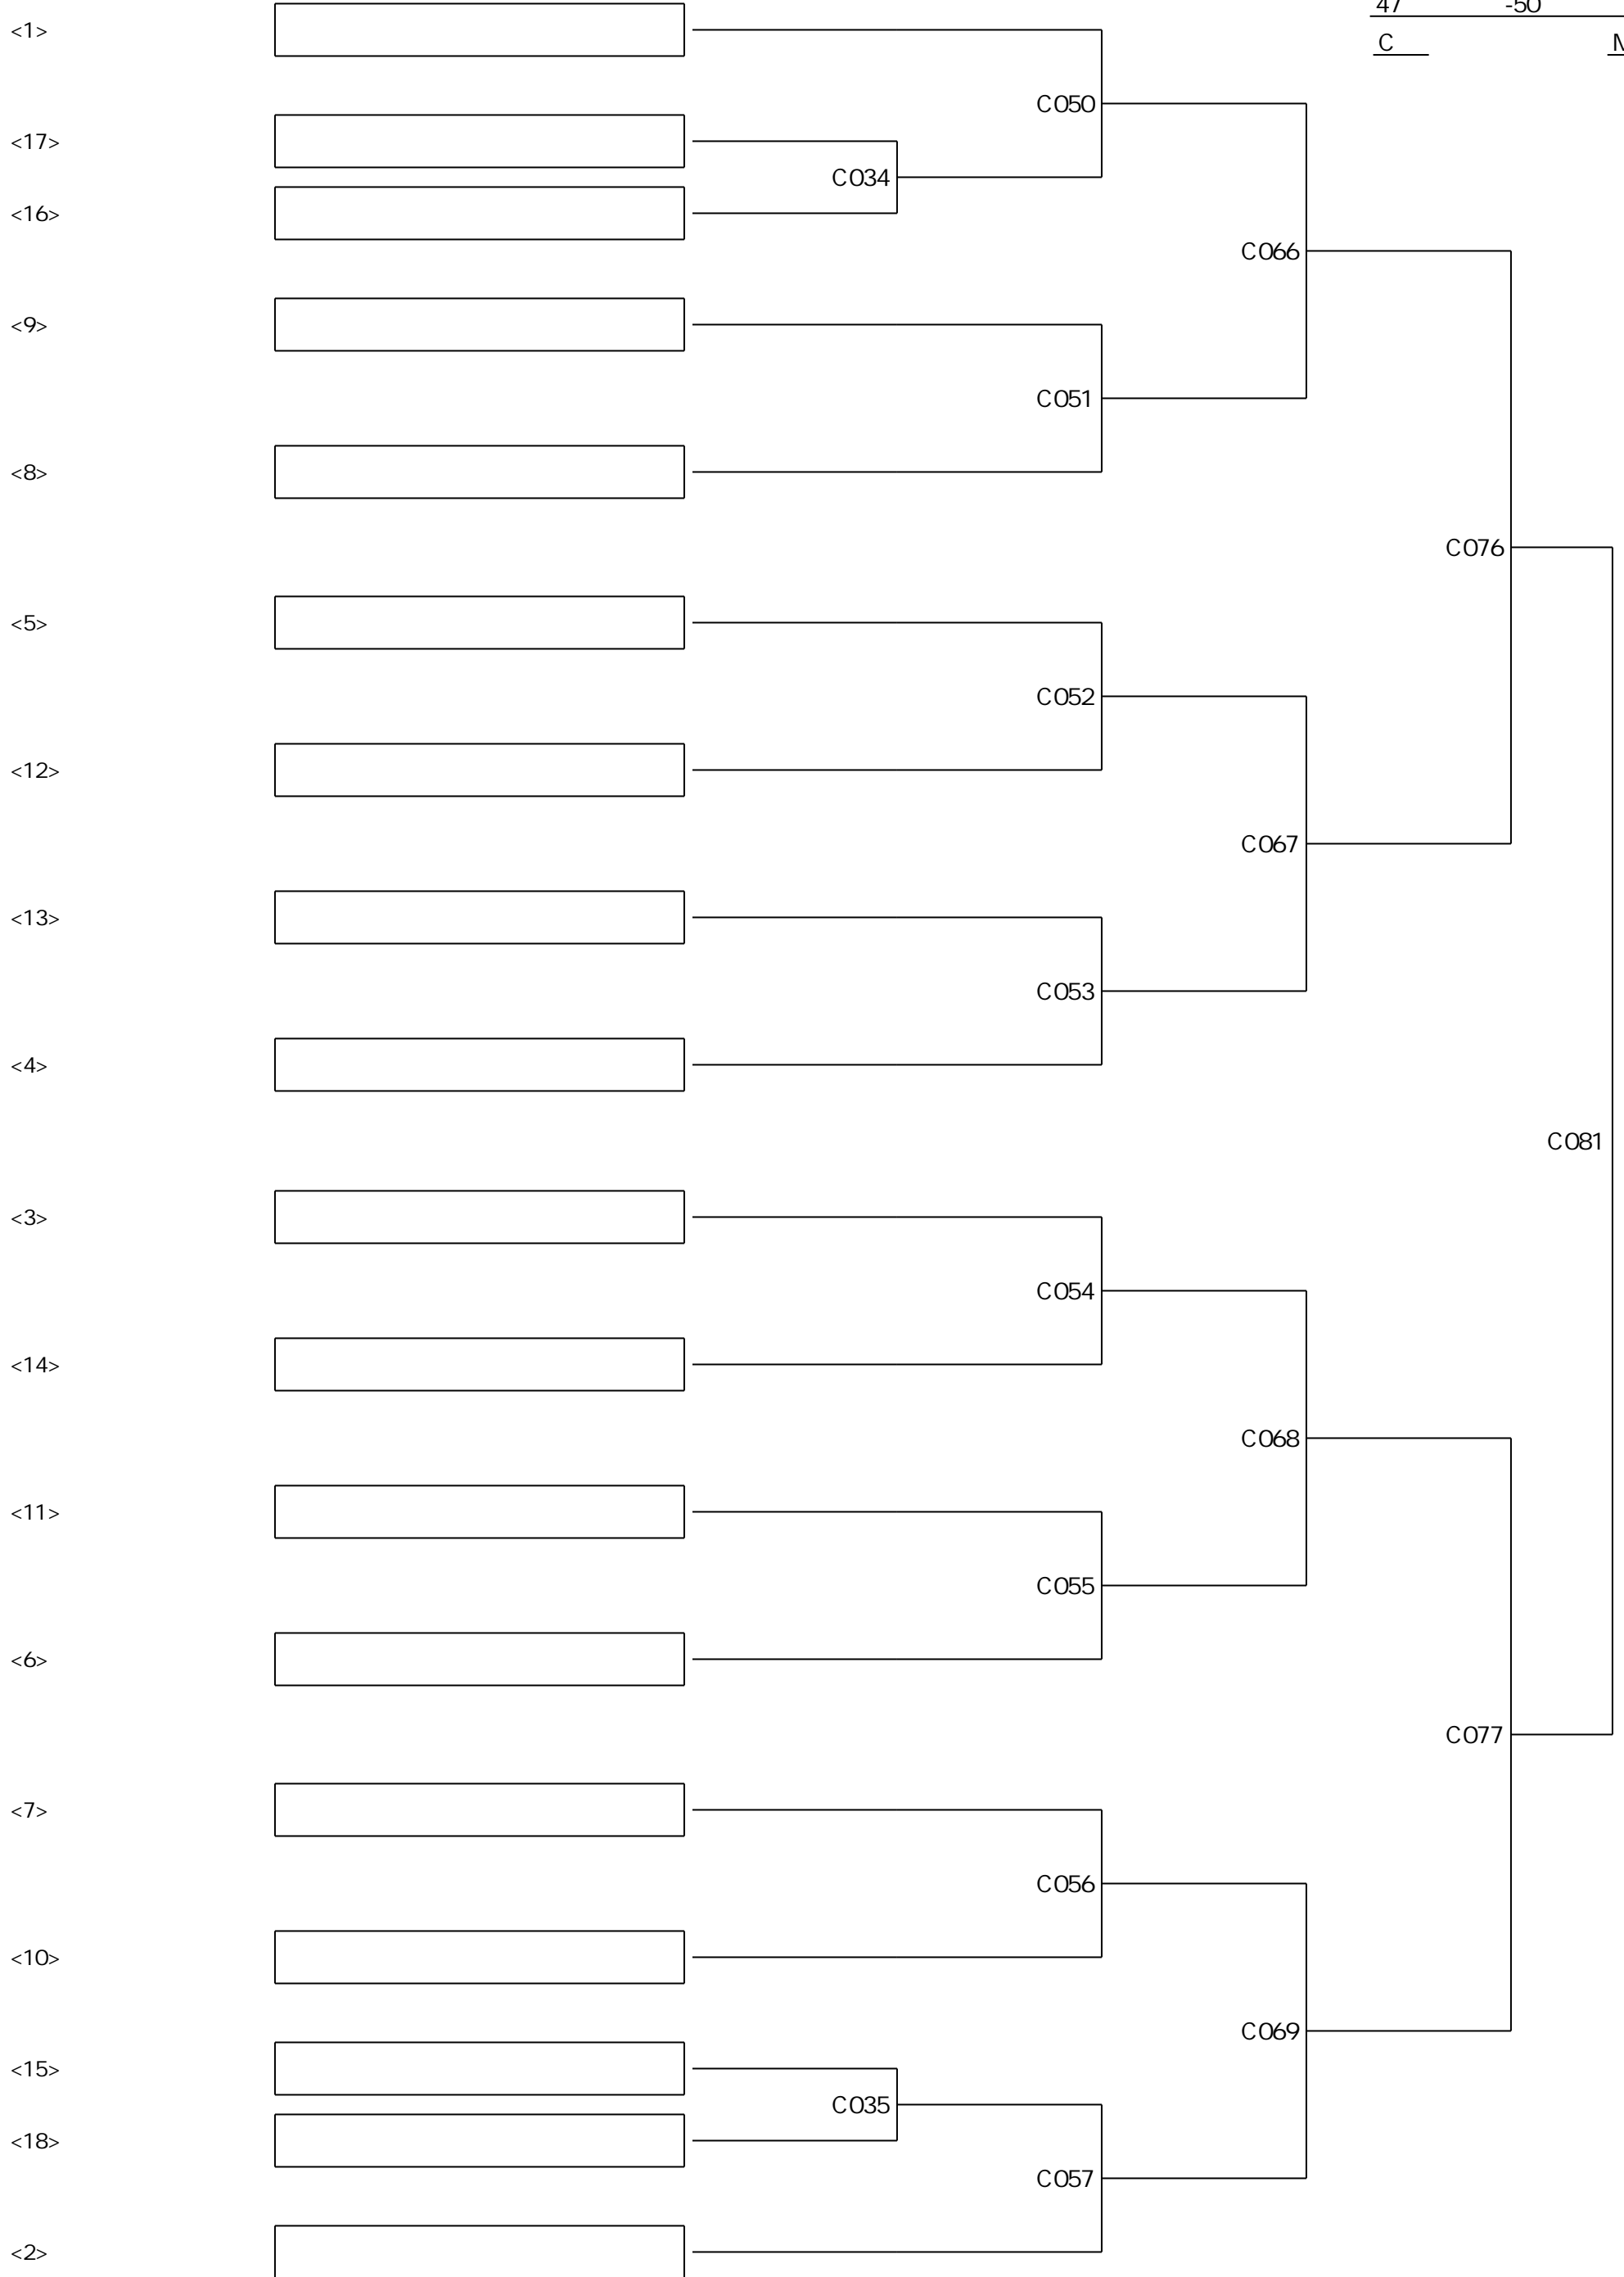 47 -50
<1>
C
C050
<17>
C034
<16>
C066
<9>
C051
<8>
C076
<5>
C052
<12>
C067
<13>
C053
<4>
C081
<3>
C054
<14>
C068
<11>
C055
<6>
C077
<7>
C056
<10>
C069
<15>
C035
<18>
C057
<2>